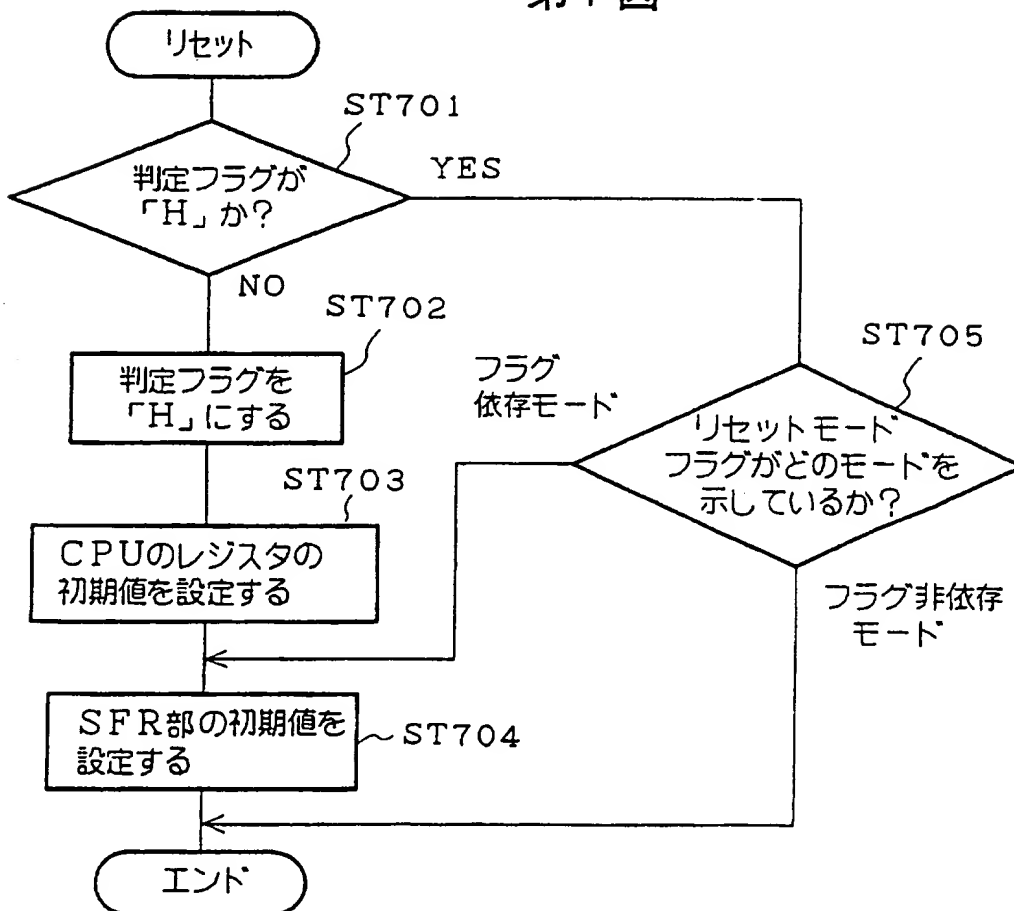 リセット
ST701
判定フラグが
「H」か?
YES
NO
ST702
判定フラグを
「H」にする
ST703
CPUのレジスタの
初期値を設定する
フラグ
依存モード
ST705
リセットモード
フラグがどのモードを
示しているか?
フラグ非依存
モード
SFR部の初期値を
設定する
ST704
エンド